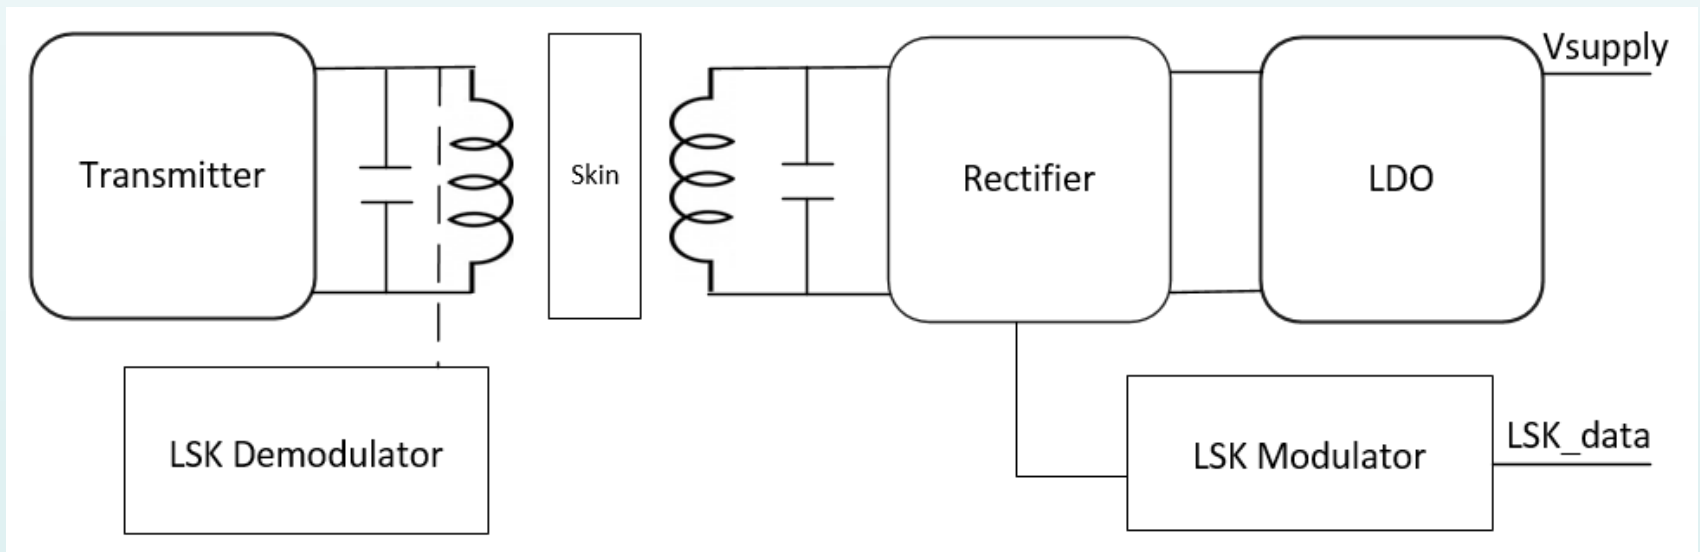 Transmitter
Skin
Rectifier
LDO
Vsupply
LSK Demodulator
LSK Modulator
LSK_data